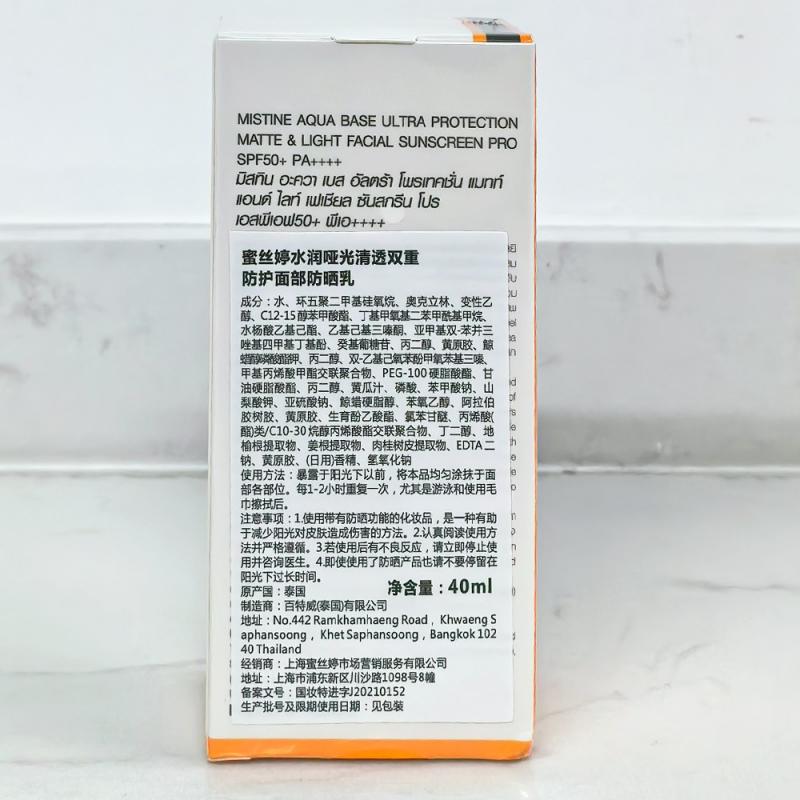 MISTINE AQUA BASE ULTRA PROTECTION
MATTE & LIGHT FACIAL SUNSCREEN PRO
SPF50+ PA++++
มิสทิน อะควา เบส อัลตร้า โพรเทคชั่น แมทท์
แอนด์ ไลท์ เฟเชียล ซันสกรีน โปร
เอสพีเอฟ50+ พีเอ++++
蜜丝婷水润哑光清透双重
防护面部防晒乳
成分：水、环五聚二甲基硅氧烷、奥克立林、变性乙
醇、C12-15醇苯甲酸酯、丁基甲氧基二苯甲酰基甲烷、
水杨酸乙基己酯、乙基己基三嗪酮、亚甲基双-苯并三
唑基四甲基丁基酚、癸基葡糖苷、丙二醇、黄原胶、鲸
蜡醇磷酸酯钾、丙二醇、双-乙基己氧苯酚甲氧苯基三嗪、
甲基丙烯酸甲酯交联聚合物、PEG-100硬脂酸酯、甘
油硬脂酸酯、丙二醇、黄瓜汁、磷酸、苯甲酸钠、山
梨酸钾、亚硫酸钠、鲸蜡硬脂醇、苯氧乙醇、阿拉伯
胶树胶、黄原胶、生育酚乙酸酯、氯苯甘醚、丙烯酸(
酯)类/C10-30烷醇丙烯酸酯交联聚合物、丁二醇、地
榆根提取物、姜根提取物、肉桂树皮提取物、EDTA二
钠、黄原胶、(日用)香精、氢氧化钠
使用方法：暴露于阳光下以前，将本品均匀涂抹于面
部各部位。每1-2小时重复一次，尤其是游泳和使用毛
巾擦拭后。
注意事项：1.使用带有防晒功能的化妆品，是一种有助
于减少阳光对皮肤造成伤害的方法。2.认真阅读使用方
法并严格遵循。3.若使用后有不良反应，请立即停止使
用并咨询医生。4.即使使用了防晒产品也请不要停留在
阳光下过长时间。
净含量：40ml
原产国：泰国
制造商：百特威(泰国)有限公司
地址：No.442 Ramkhamhaeng Road，Khwaeng S
aphansoong，Khet Saphansoong，Bangkok 102
40 Thailand
经销商：上海蜜丝婷市场营销服务有限公司
地址：上海市浦东新区川沙路1098号8幢
备案文号：国妆特进字J20210152
生产批号及限期使用日期：见包装